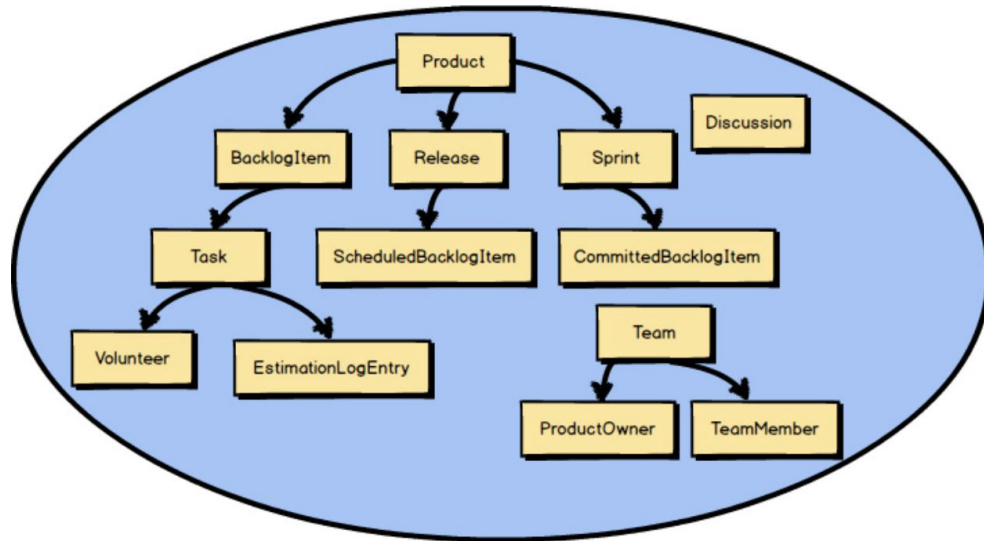 Product
Discussion
BacklogItem
Release
Sprint
Task
ScheduledBacklogItem
CommittedBacklogItem
Volunteer
EstimationLogEntry
Team
ProductOwner
TeamMember